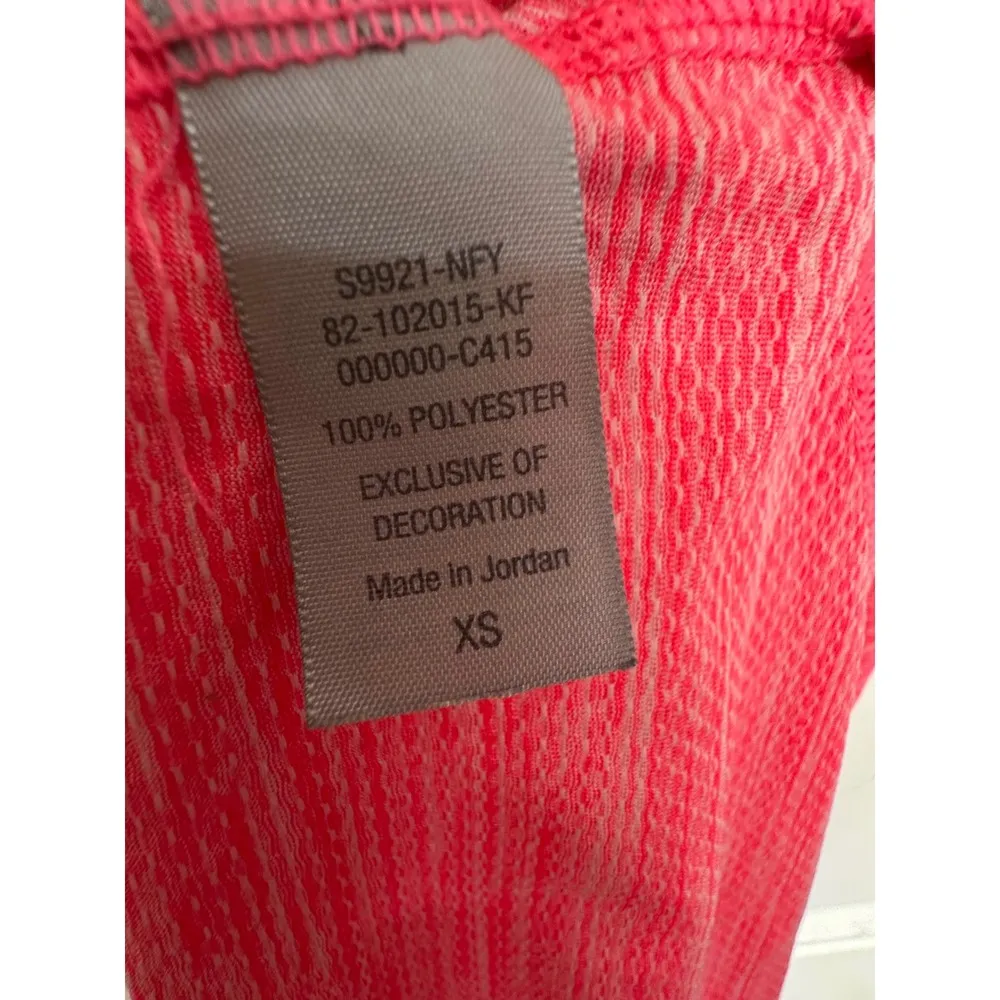 S9921-NFY
82-102015-KF
000000-C415
100% POLYESTER
EXCLUSIVE OF
DECORATION
Made in Jordan
XS